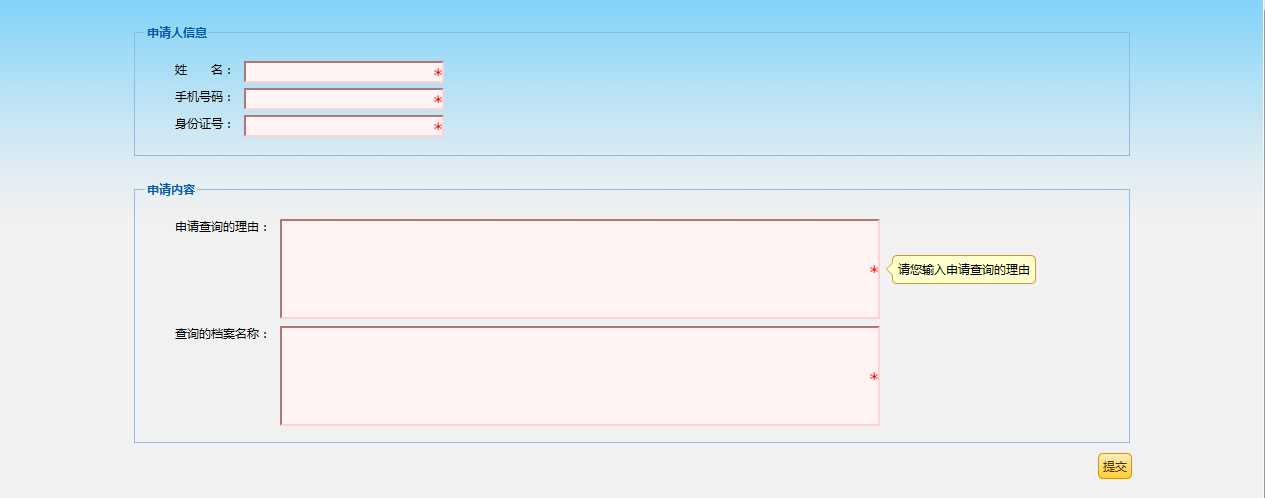 申请人信息
姓 名：
*
手机号码：
*
身份证号：
*
申请内容
申请查询的理由：
*
请您输入申请查询的理由
查询的档案名称：
*
提交